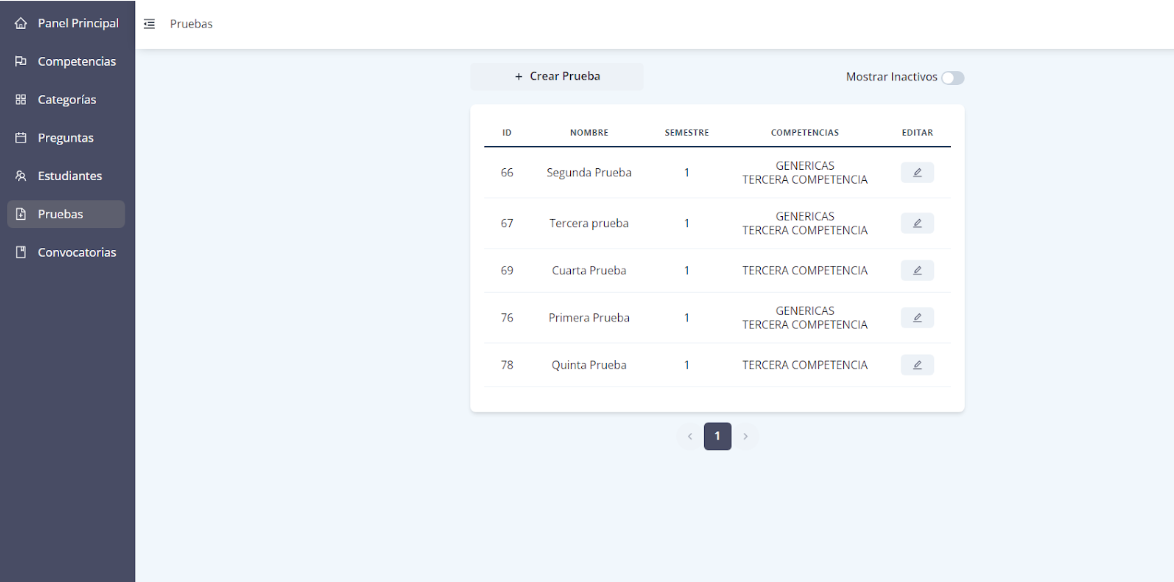 Panel Principal
Competencias
Categorías
Preguntas
Estudiantes
Pruebas
Convocatorias
Pruebas
+ Crear Prueba
Mostrar Inactivos
ID NOMBRE SEMESTRE COMPETENCIAS EDITAR
66 Segunda Prueba 1 GENERICAS
TERCERA COMPETENCIA
67 Tercera prueba 1 GENERICAS
TERCERA COMPETENCIA
69 Cuarta Prueba 1 TERCERA COMPETENCIA
76 Primera Prueba 1 GENERICAS
TERCERA COMPETENCIA
78 Quinta Prueba 1 TERCERA COMPETENCIA
1